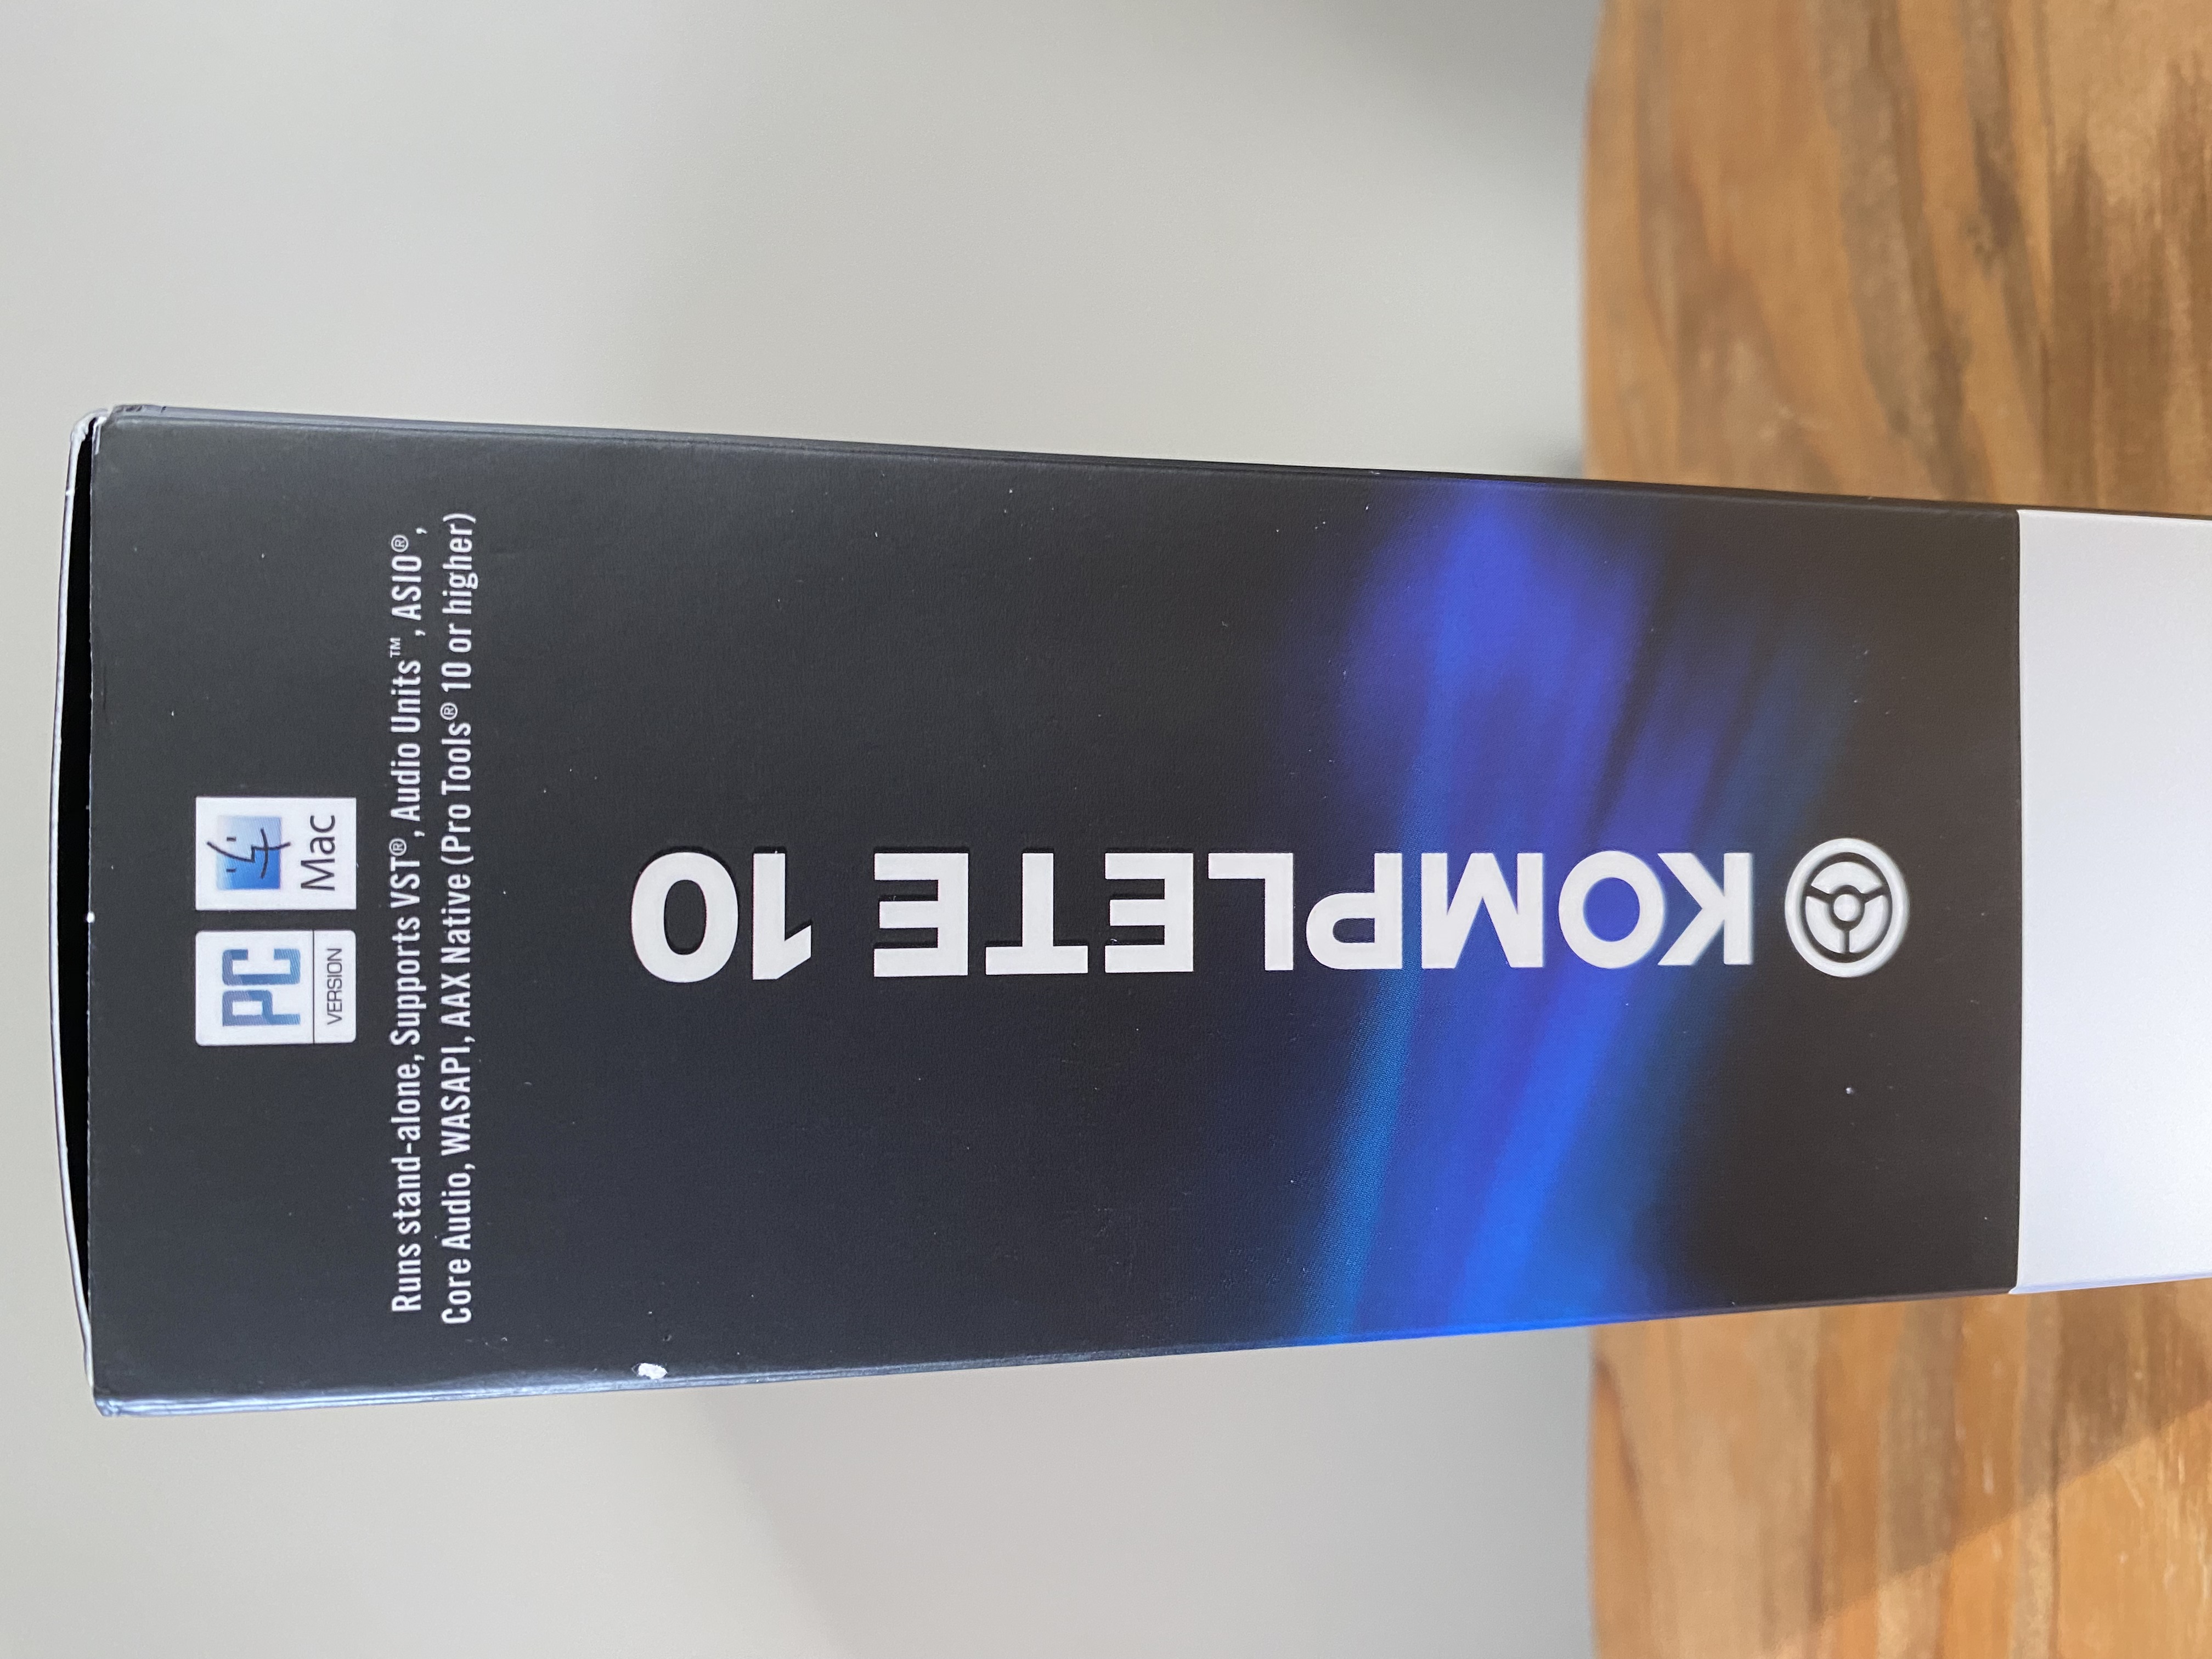 PC
VERSION
Mac
Runs stand-alone, Supports VST®, Audio Units™, ASIO®,
Core Audio, WASAPI, AAX Native (Pro Tools® 10 or higher)
KOMPLETE 10